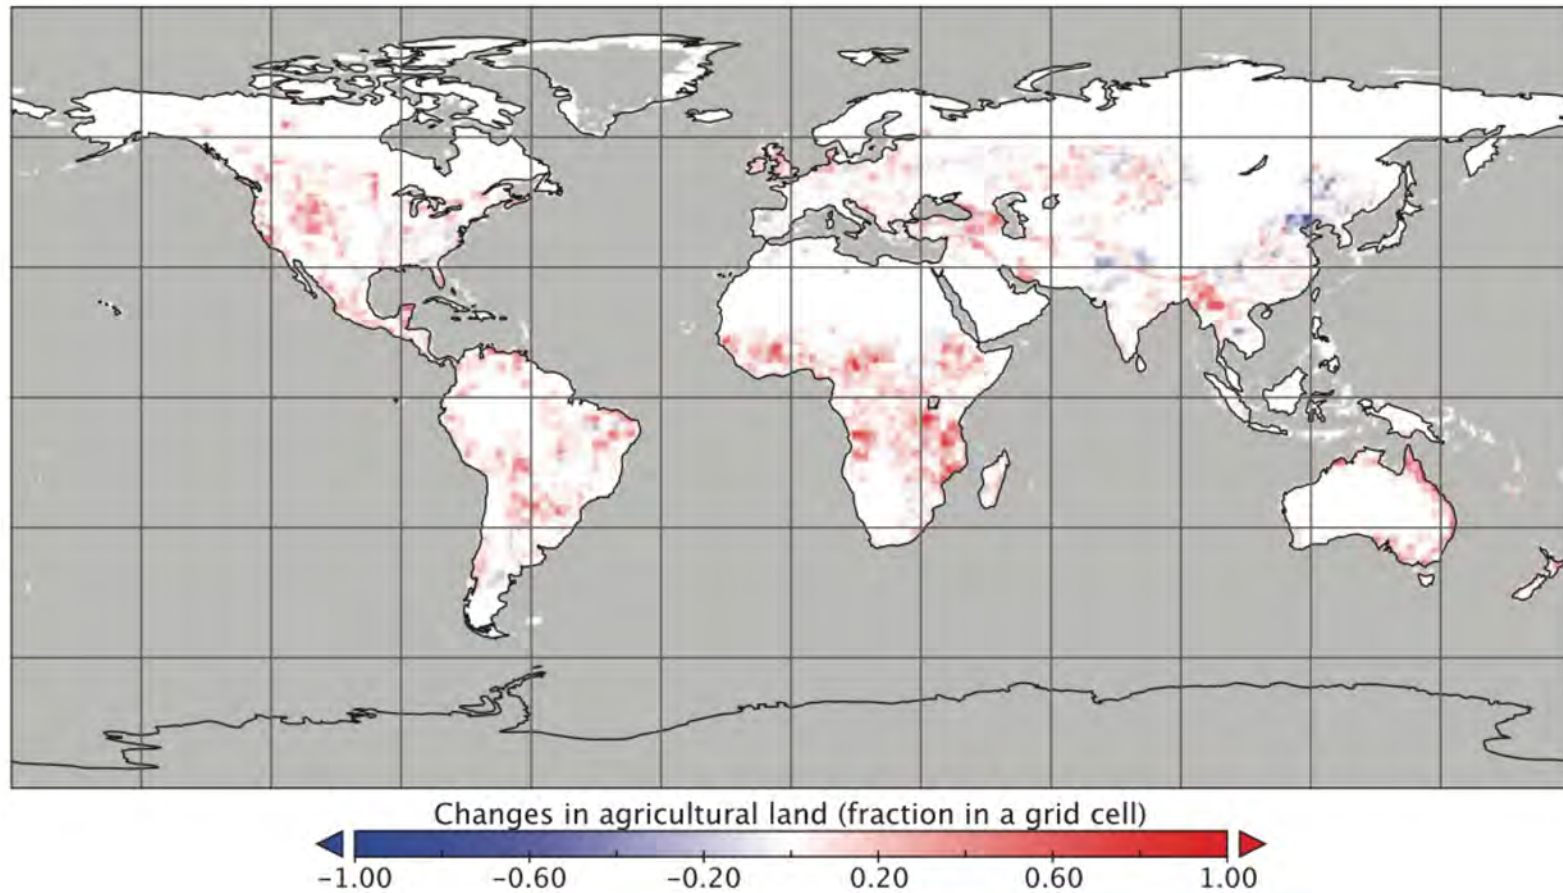 Changes in agricultural land (fraction in a grid cell)
−1.00 −0.60 −0.20 0.20 0.60 1.00